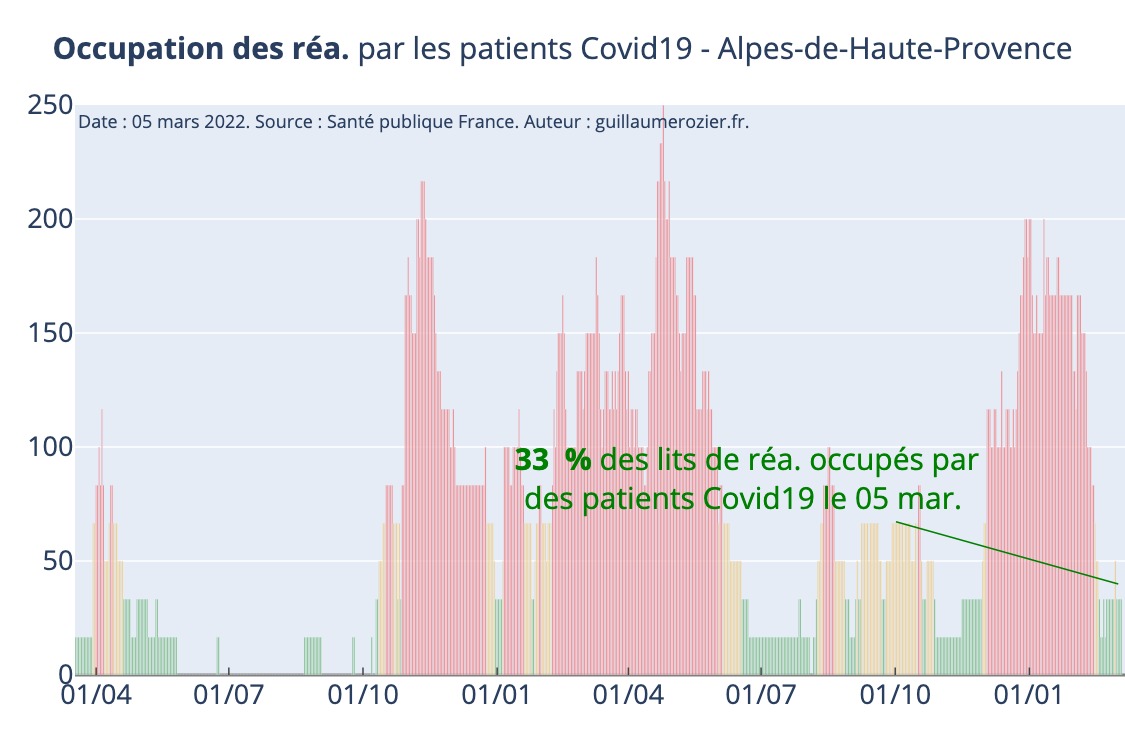 Occupation des réa. par les patients Covid19 - Alpes-de-Haute-Provence
250
Date : 05 mars 2022. Source : Santé publique France. Auteur : guillaumerozier.fr.
200
150
100
33 % des lits de réa. occupés par
des patients Covid19 le 05 mar.
50
0
01/04 01/07 01/10 01/01 01/04 01/07 01/10 01/01